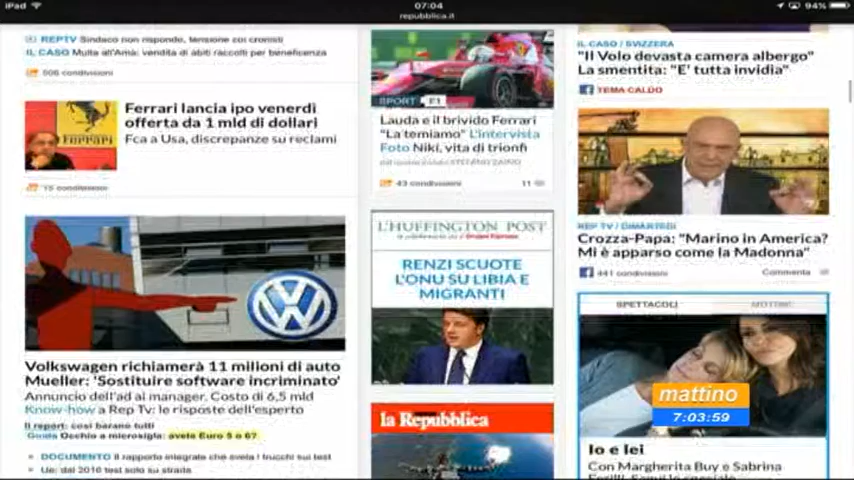 iPad
07:04
94%
repubblica.it
REPTV Sindaco non risponde, tensione coi cronisti
IL CASO Multa all'Ama: vendita di abiti raccolti per beneficenza
506 condivisioni
Ferrari
Ferrari lancia ipo venerdì
offerta da 1 mld di dollari
Fca a Usa, discrepanze su reclami
15 condivisioni
Volkswagen richiamerà 11 milioni di auto
Mueller: 'Sostituire software incriminato'
Annuncio dell'ad ai manager. Costo di 6,5 mld
Know-how a Rep Tv: le risposte dell'esperto
Il report: così barano tutti
Guida Occhio a microsigla: avete Euro 5 o 6?
DOCUMENTO Il rapporto integrale che svela i trucchi sui test
Ue: dal 2016 test solo su strada
SPORT F1
Lauda e il brivido Ferrari
"La temiamo" L'intervista
Foto Niki, vita di trionfi
43 condivisioni
11
L'HUFFINGTON POST
RENZI SCUOTE
L'ONU SU LIBIA E
MIGRANTI
la Repubblica
IL CASO / SVIZZERA
"Il Volo devasta camera albergo"
La smentita: "E' tutta invidia"
TEMA CALDO
REP TV / DIMARTEDÌ
Crozza-Papa: "Marino in America?
Mi è apparso come la Madonna"
441 condivisioni
Commenta
SPETTACOLI
mattino
7:03:59
Io e lei
Con Margherita Buy e Sabrina